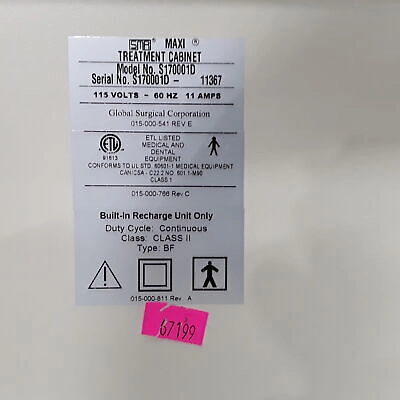 SMR® MAXI®
TREATMENT CABINET
Model No. S170001D
Serial No. S170001D - 11367
115 VOLTS ~ 60 HZ 11 AMPS
Global Surgical Corporation
015-000-541 REV E
ETL LISTED
MEDICAL AND
DENTAL
EQUIPMENT
91613
CONFORMS TO UL STD. 60601-1 MEDICAL EQUIPMENT
CAN/CSA - C22.2 NO. 601.1-M90
CLASS 1
015-000-766 Rev C
Built-In Recharge Unit Only
Duty Cycle: Continuous
Class: CLASS II
Type: BF
015-000-811 Rev. A
67199